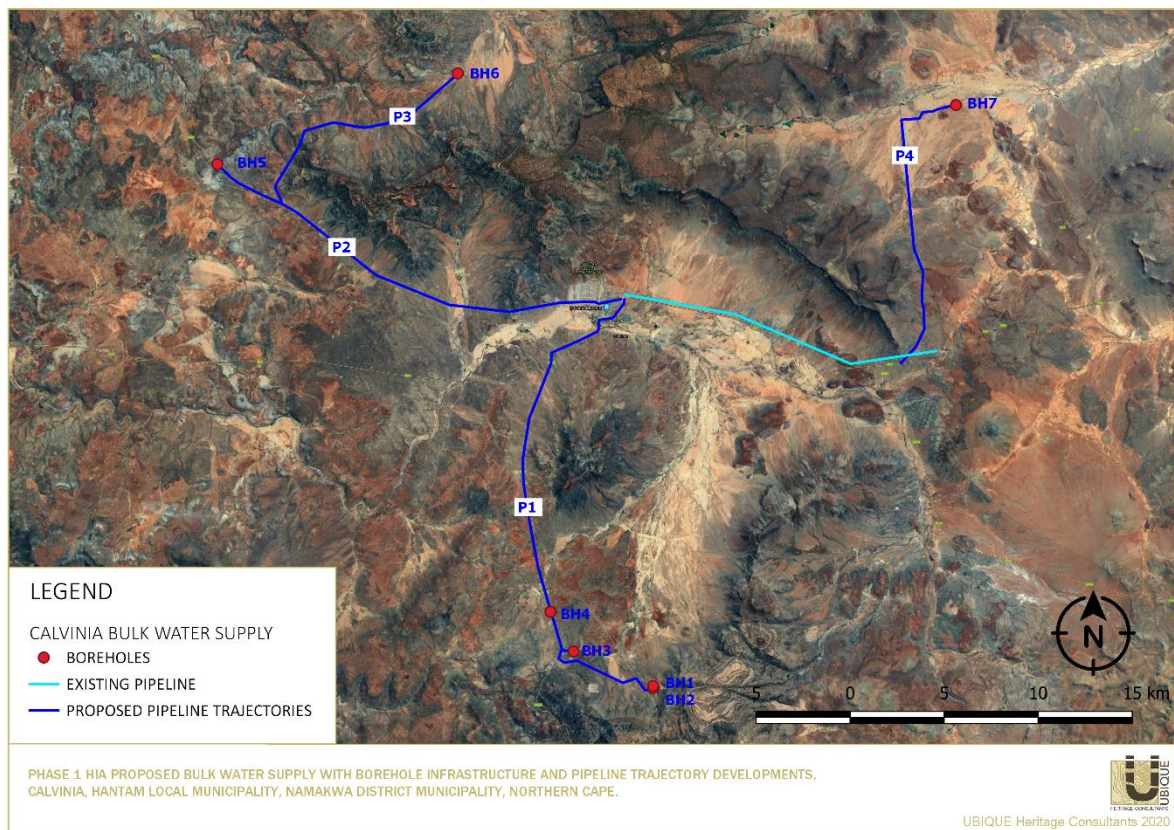 BH6
BH7
P3
P4
BH5
P2
P1
BH4
BH3
BH1
BH2
LEGEND
CALVINIA BULK WATER SUPPLY
BOREHOLES
EXISTING PIPELINE
PROPOSED PIPELINE TRAJECTORIES
N
5 0 5 10 15 km
PHASE 1 HIA PROPOSED BULK WATER SUPPLY WITH BOREHOLE INFRASTRUCTURE AND PIPELINE TRAJECTORY DEVELOPMENTS,
CALVINIA, HANTAM LOCAL MUNICIPALITY, NAMAKWA DISTRICT MUNICIPALITY, NORTHERN CAPE.
UBIQUE
HERITAGE CONSULTANTS
UBIQUE Heritage Consultants 2020